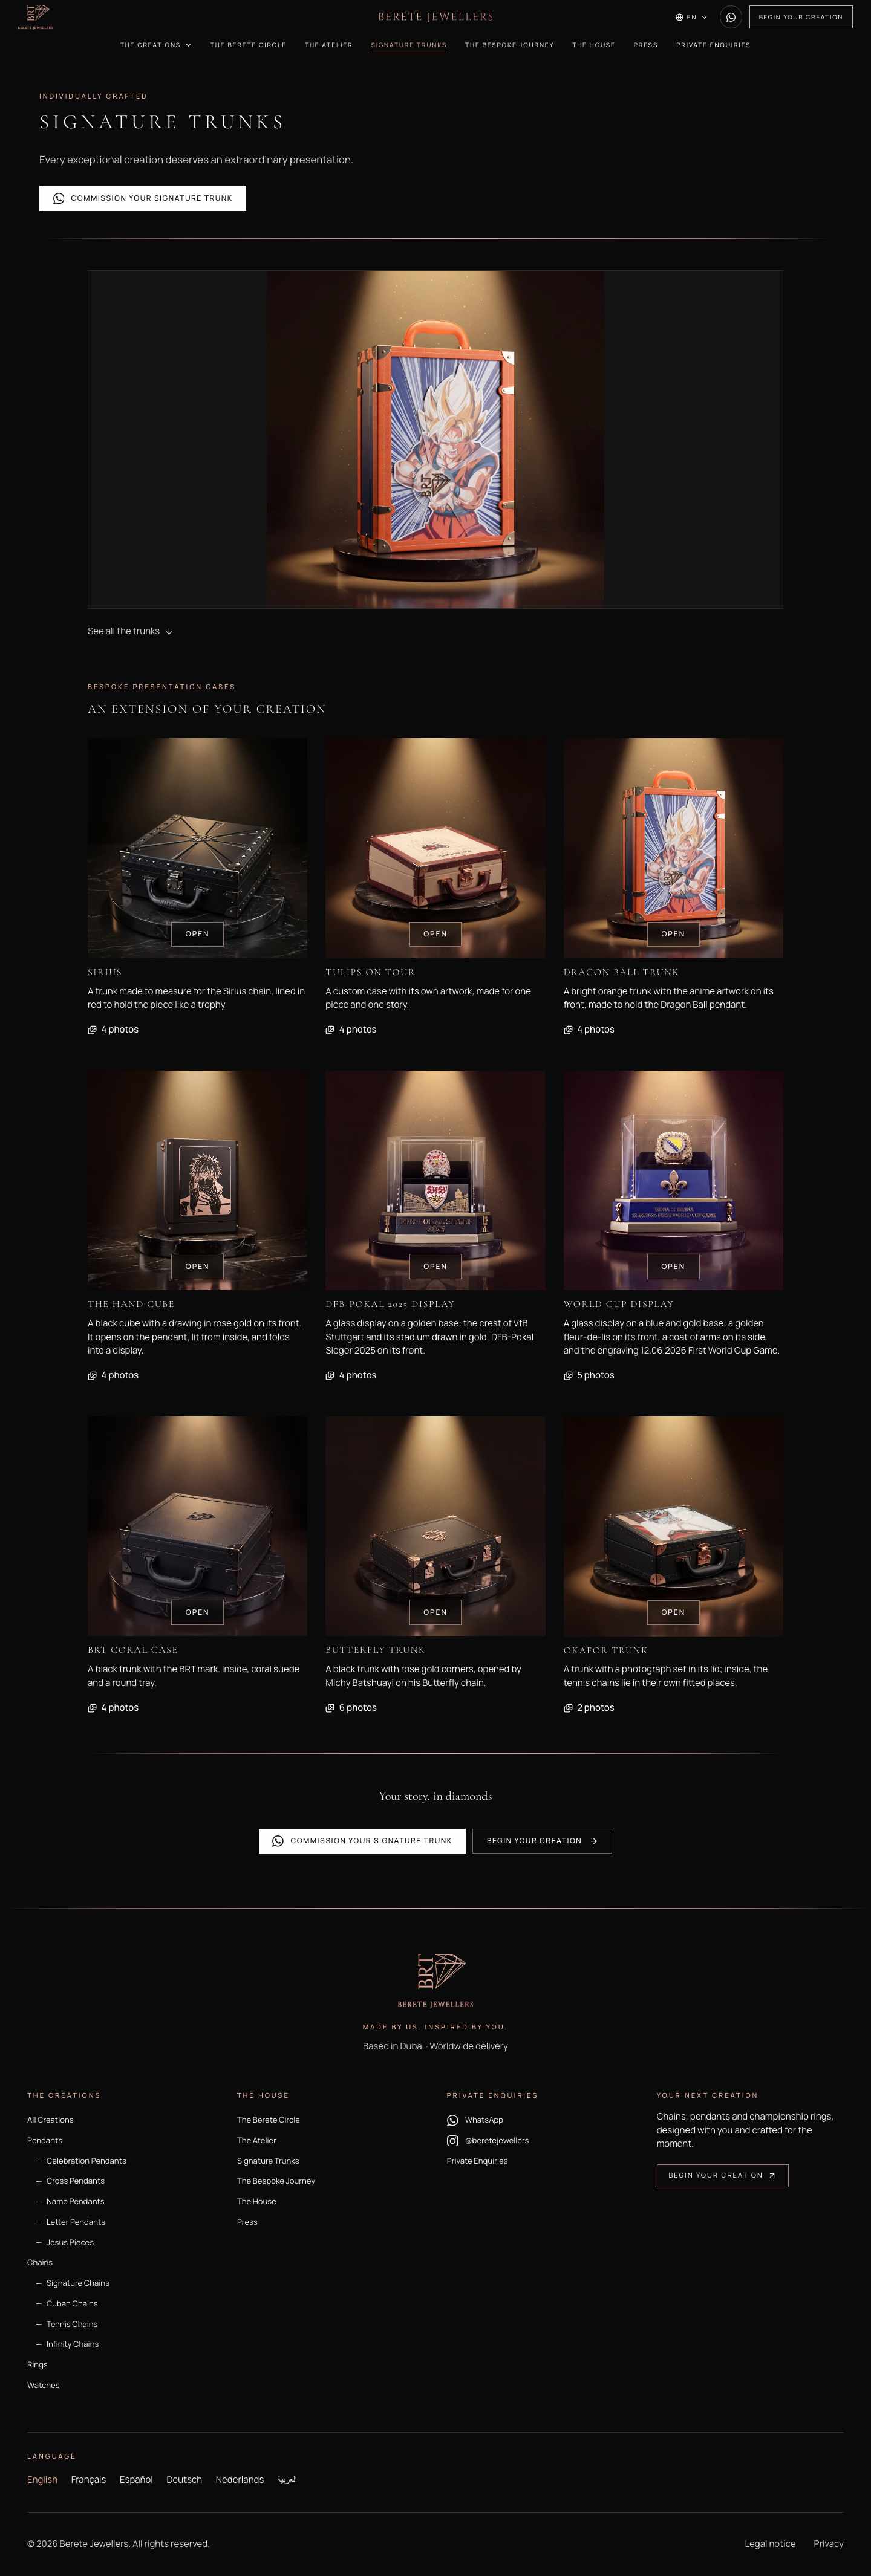 BRT
BERETE JEWELLERS
BERETE JEWELLERS
EN
BEGIN YOUR CREATION
THE CREATIONS
THE BERETE CIRCLE
THE ATELIER
SIGNATURE TRUNKS
THE BESPOKE JOURNEY
THE HOUSE
PRESS
PRIVATE ENQUIRIES
INDIVIDUALLY CRAFTED
SIGNATURE TRUNKS
Every exceptional creation deserves an extraordinary presentation.
COMMISSION YOUR SIGNATURE TRUNK
BRT
See all the trunks
BESPOKE PRESENTATION CASES
AN EXTENSION OF YOUR CREATION
OPEN
OPEN
OPEN
SIRIUS
A trunk made to measure for the Sirius chain, lined in
red to hold the piece like a trophy.
4 photos
TULIPS ON TOUR
A custom case with its own artwork, made for one
piece and one story.
4 photos
DRAGON BALL TRUNK
A bright orange trunk with the anime artwork on its
front, made to hold the Dragon Ball pendant.
4 photos
OPEN
OPEN
OPEN
THE HAND CUBE
A black cube with a drawing in rose gold on its front.
It opens on the pendant, lit from inside, and folds
into a display.
4 photos
DFB-POKAL 2025 DISPLAY
A glass display on a golden base: the crest of VfB
Stuttgart and its stadium drawn in gold, DFB-Pokal
Sieger 2025 on its front.
4 photos
WORLD CUP DISPLAY
A glass display on a blue and gold base: a golden
fleur-de-lis on its front, a coat of arms on its side,
and the engraving 12.06.2026 First World Cup Game.
5 photos
OPEN
OPEN
OPEN
BRT CORAL CASE
A black trunk with the BRT mark. Inside, coral suede
and a round tray.
4 photos
BUTTERFLY TRUNK
A black trunk with rose gold corners, opened by
Michy Batshuayi on his Butterfly chain.
6 photos
OKAFOR TRUNK
A trunk with a photograph set in its lid; inside, the
tennis chains lie in their own fitted places.
2 photos
Your story, in diamonds
COMMISSION YOUR SIGNATURE TRUNK
BEGIN YOUR CREATION
BRT
BERETE JEWELLERS
MADE BY US. INSPIRED BY YOU.
Based in Dubai · Worldwide delivery
THE CREATIONS
All Creations
Pendants
— Celebration Pendants
— Cross Pendants
— Name Pendants
— Letter Pendants
— Jesus Pieces
Chains
— Signature Chains
— Cuban Chains
— Tennis Chains
— Infinity Chains
Rings
Watches
THE HOUSE
The Berete Circle
The Atelier
Signature Trunks
The Bespoke Journey
The House
Press
PRIVATE ENQUIRIES
WhatsApp
@beretejewellers
Private Enquiries
YOUR NEXT CREATION
Chains, pendants and championship rings,
designed with you and crafted for the
moment.
BEGIN YOUR CREATION
LANGUAGE
English
Français
Español
Deutsch
Nederlands
العربية
© 2026 Berete Jewellers. All rights reserved.
Legal notice
Privacy